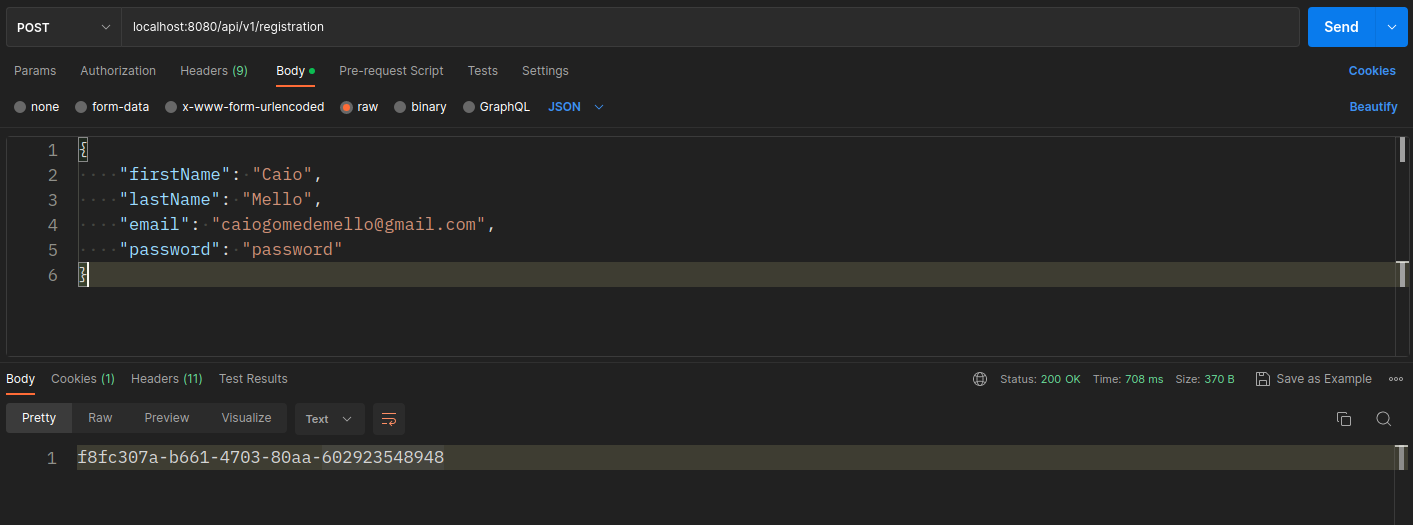 POST localhost:8080/api/v1/registration Send
Params Authorization Headers (9) Body Pre-request Script Tests Settings Cookies
none form-data x-www-form-urlencoded raw binary GraphQL JSON Beautify
1 {
2 ····"firstName":·"Caio",
3 ····"lastName":·"Mello",
4 ····"email":·"caiogomedemello@gmail.com",
5 ····"password":·"password"
6 }
Body Cookies (1) Headers (11) Test Results Status: 200 OK Time: 708 ms Size: 370 B Save as Example
Pretty Raw Preview Visualize Text
1 f8fc307a-b661-4703-80aa-602923548948